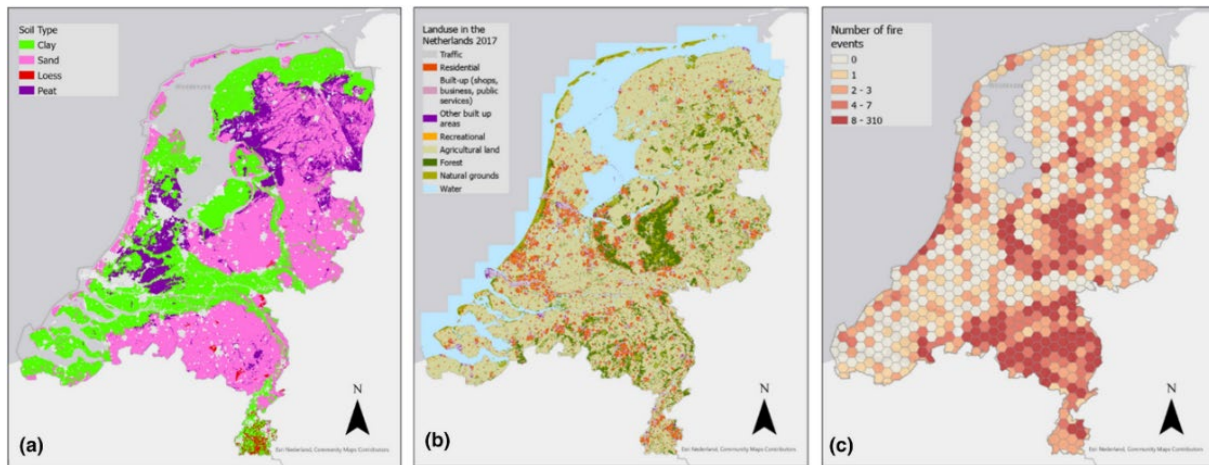 Soil Type
Clay
Sand
Loess
Peat
N
(a)
Esri Nederland, Community Maps Contributors
Landuse in the
Netherlands 2017
Traffic
Residential
Built-up (shops,
business, public
services)
Other built up
areas
Recreational
Agricultural land
Forest
Natural grounds
Water
N
(b)
Esri Nederland, Community Maps Contributors
Number of fire
events
0
1
2 - 3
4 - 7
8 - 310
N
(c)
Esri Nederland, Community Maps Contributors